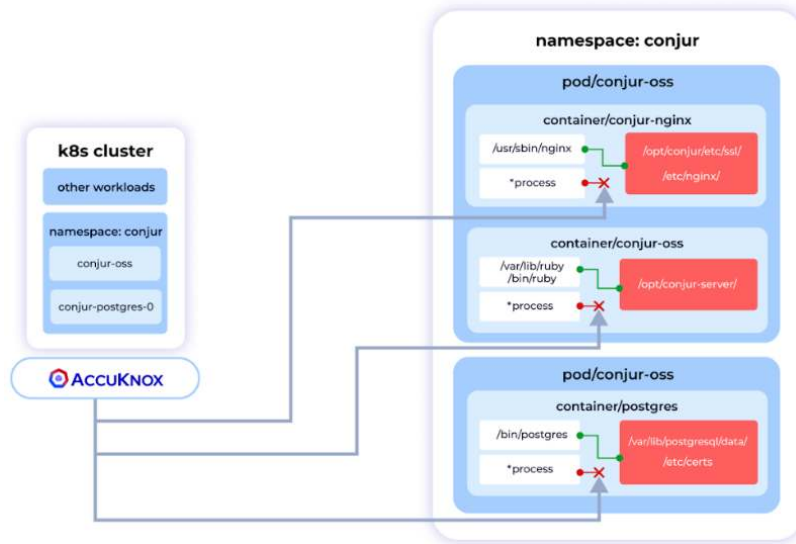 k8s cluster
other workloads
namespace: conjur
conjur-oss
conjur-postgres-0
ACCUKNOX
namespace: conjur
pod/conjur-oss
container/conjur-nginx
/usr/sbin/nginx
*process
/opt/conjur/etc/ssl/
/etc/nginx/
container/conjur-oss
/var/lib/ruby
/bin/ruby
*process
/opt/conjur-server/
pod/conjur-oss
container/postgres
/bin/postgres
*process
/var/lib/postgresql/data/
/etc/certs